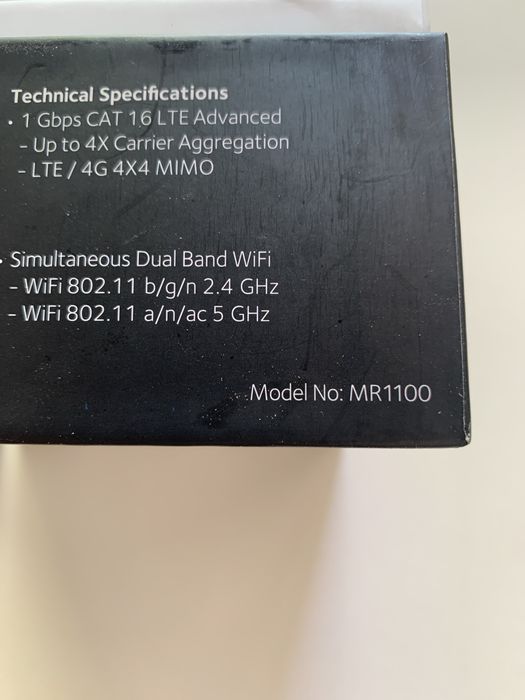 Technical Specifications
• 1 Gbps CAT 16 LTE Advanced
– Up to 4X Carrier Aggregation
– LTE / 4G 4X4 MIMO
• Simultaneous Dual Band WiFi
– WiFi 802.11 b/g/n 2.4 GHz
– WiFi 802.11 a/n/ac 5 GHz
Model No: MR1100